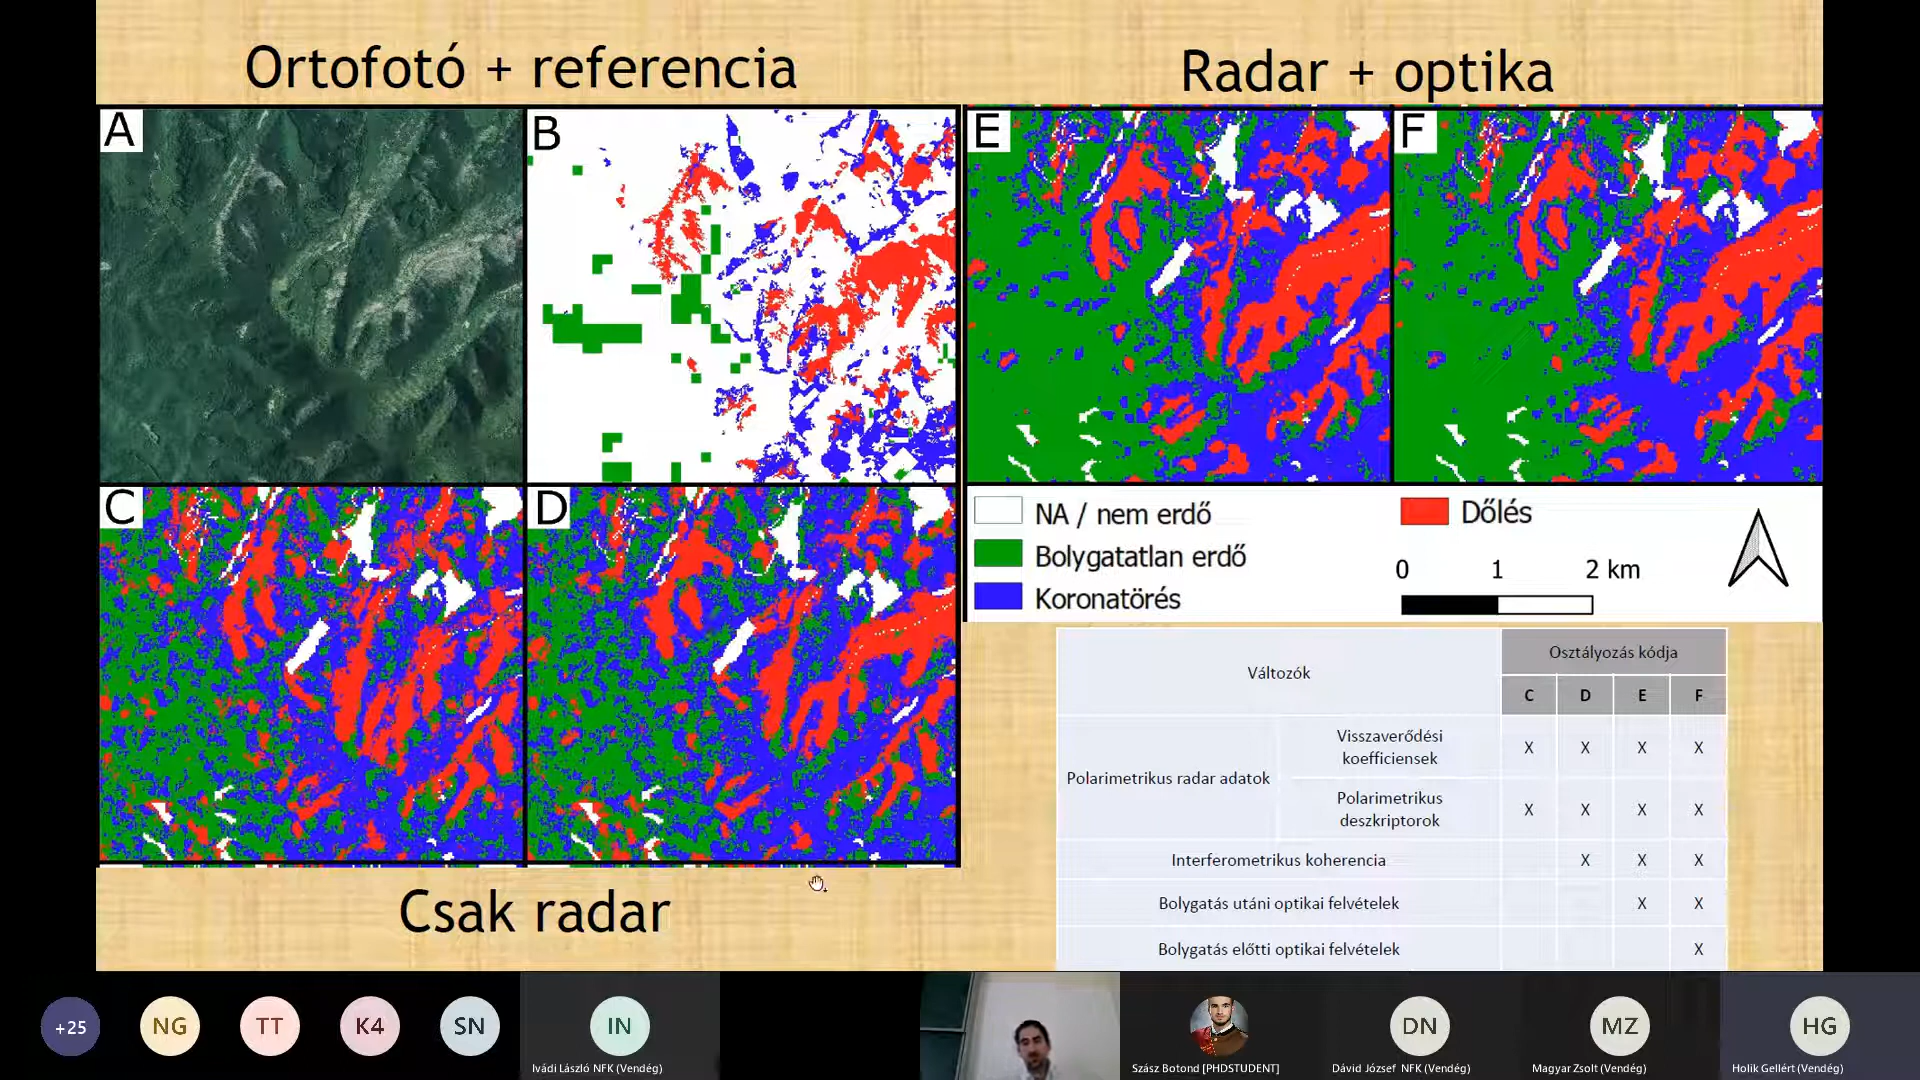 Ortofotó + referencia
Radar + optika
A
B
E
F
C
D
NA / nem erdő
Bolygatatlan erdő
Koronatörés
Dőlés
0 1 2 km
Csak radar
Változók
Osztályozás kódja
C D E F
Polarimetrikus radar adatok
Visszaverődési
koefficiensek
X X X X
Polarimetrikus
deszkriptorok
X X X X
Interferometrikus koherencia
X X X
Bolygatás utáni optikai felvételek
X X
Bolygatás előtti optikai felvételek
X
+25
NG
TT
K4
SN
IN
Ivádi László NFK (Vendég)
Szász Botond [PHDSTUDENT]
DN
Dávid József NFK (Vendég)
MZ
Magyar Zsolt (Vendég)
HG
Holik Gellért (Vendég)